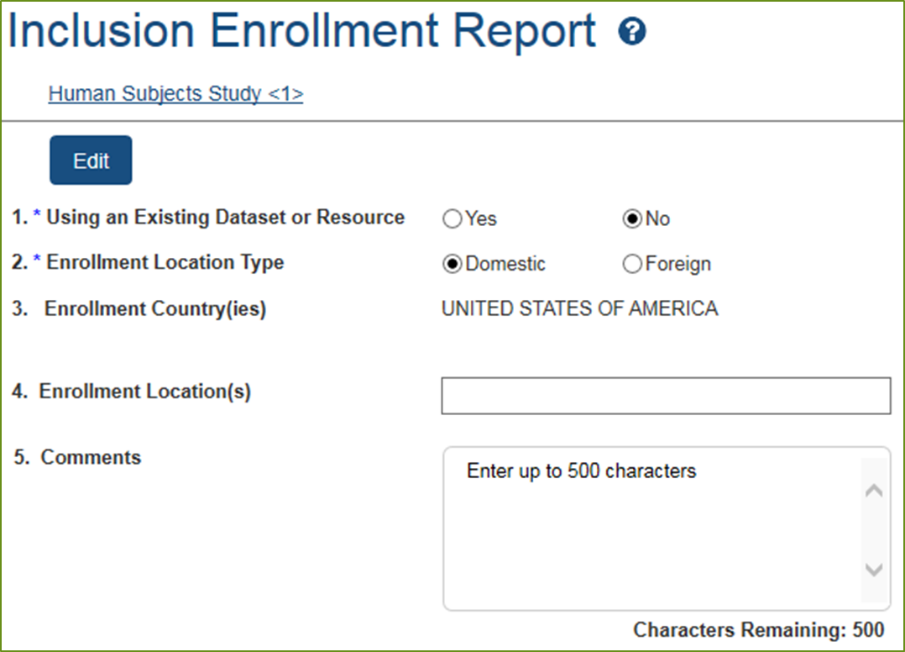 Inclusion Enrollment Report ?
Human Subjects Study <1>
Edit
1. * Using an Existing Dataset or Resource Yes No
2. * Enrollment Location Type Domestic Foreign
3. Enrollment Country(ies) UNITED STATES OF AMERICA
4. Enrollment Location(s)
5. Comments
Enter up to 500 characters
Characters Remaining: 500